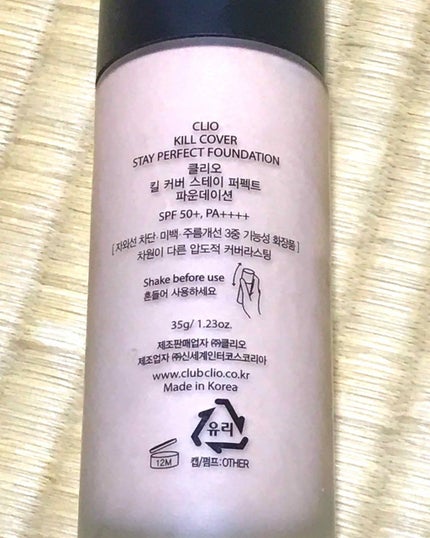 CLIO
KILL COVER
STAY PERFECT FOUNDATION
클리오
킬 커버 스테이 퍼펙트
파운데이션
SPF 50+, PA++++
[ 자외선 차단· 미백· 주름개선 3중 기능성 화장품 ]
차원이 다른 압도적 커버라스팅
Shake before use
흔들어 사용하세요
35g/ 1.23oz.
제조판매업자 ㈜클리오
제조업자 ㈜신세계인터코스코리아
www.clubclio.co.kr
Made in Korea
유리
12M
캡/펌프:OTHER